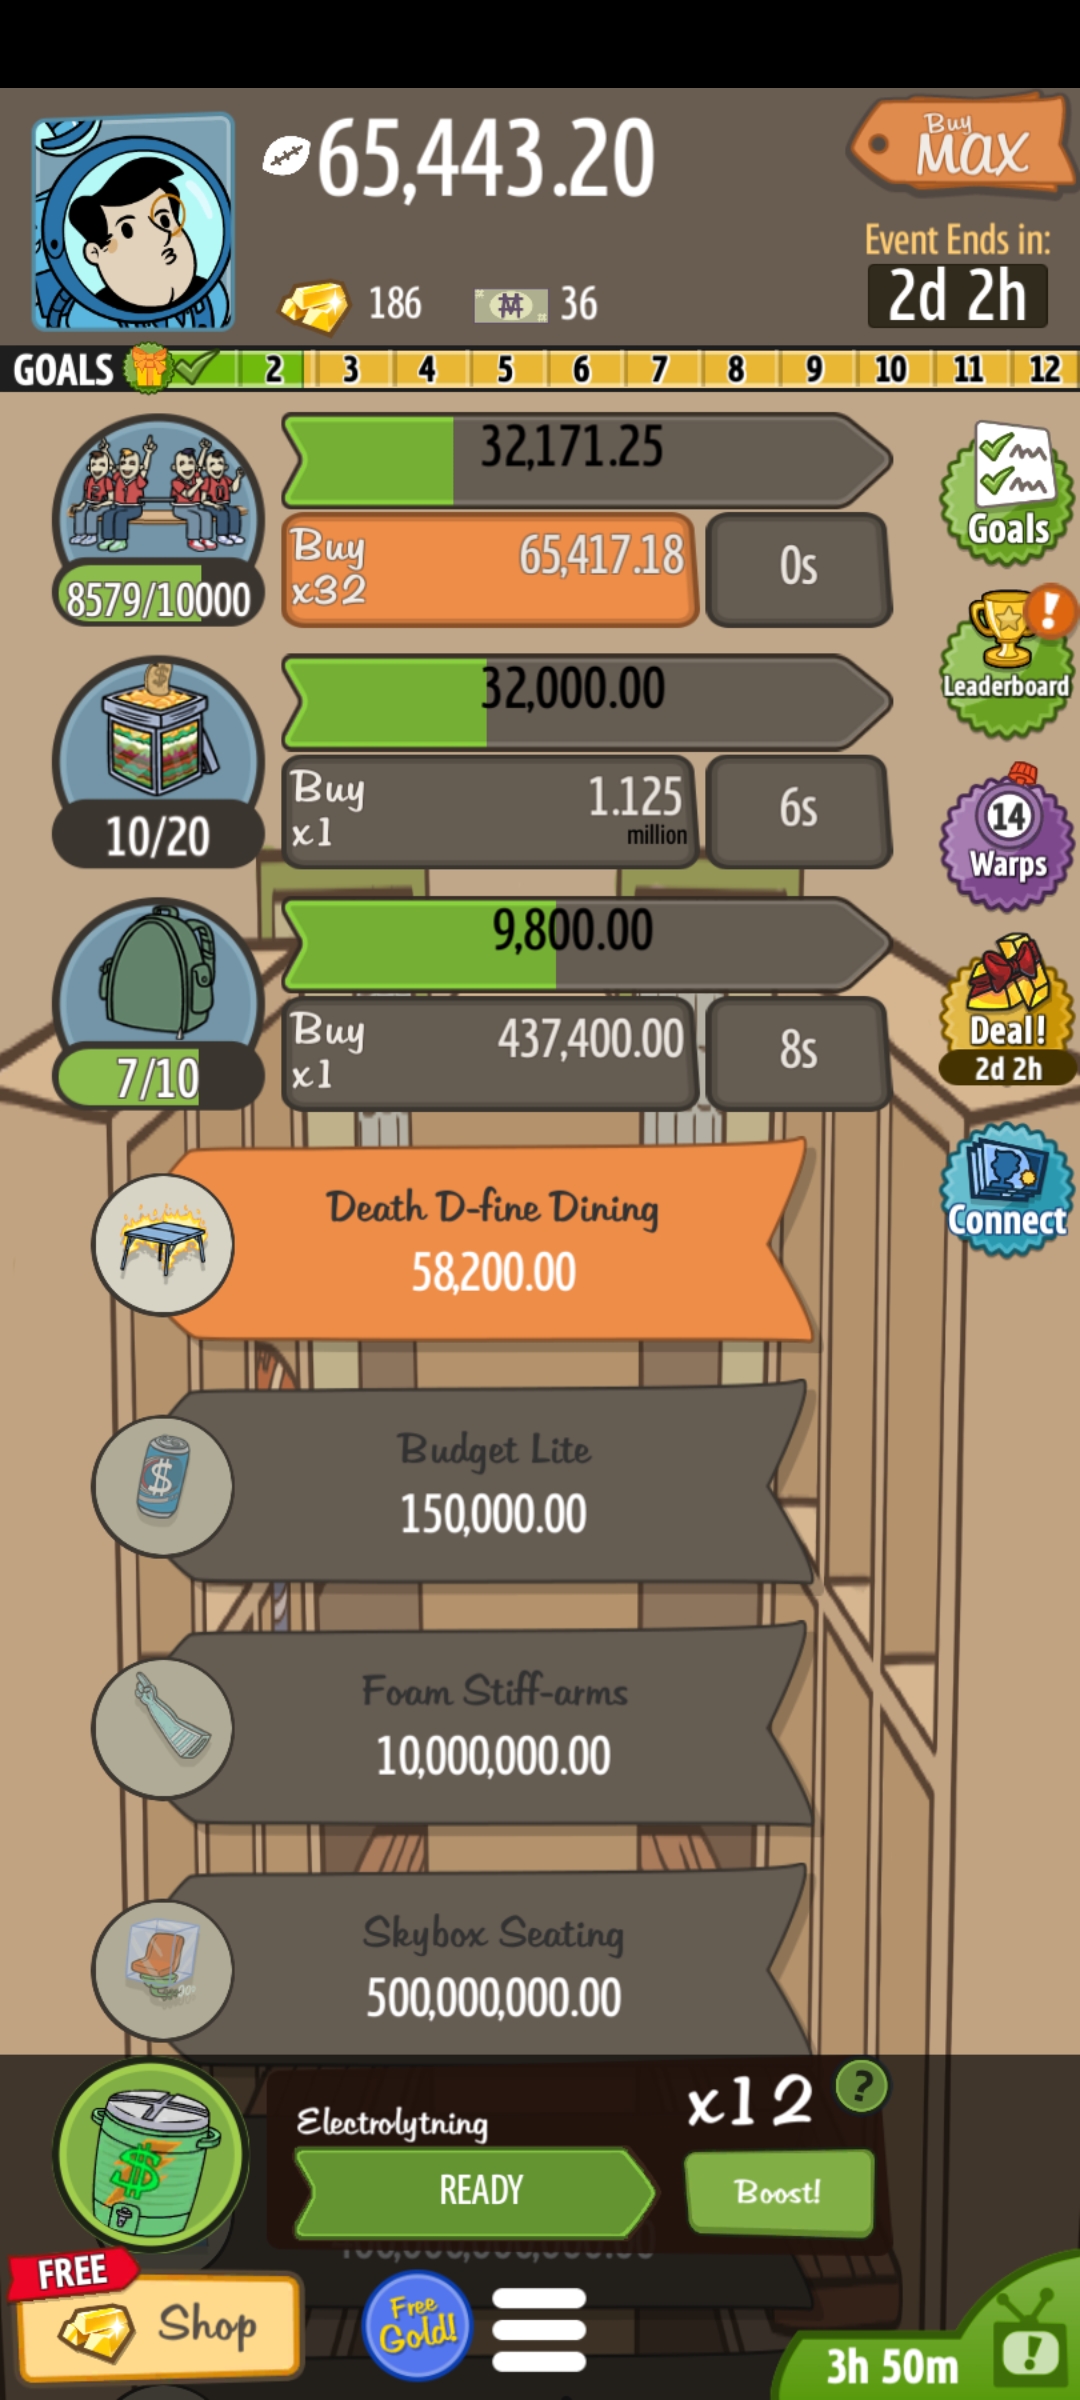 65,443.20
Buy
MAX
Event Ends in:
2d 2h
186
36
GOALS 2 3 4 5 6 7 8 9 10 11 12
32,171.25
Buy
x32
65,417.18
0s
8579/10000
Goals
Leaderboard
32,000.00
Buy
x1
1.125
million
6s
10/20
14
Warps
9,800.00
Buy
x1
437,400.00
8s
7/10
Deal!
2d 2h
Death D-fine Dining
58,200.00
Connect
Budget Lite
150,000.00
Foam Stiff-arms
10,000,000.00
Skybox Seating
500,000,000.00
Electrolytning
x12
?
READY
Boost!
FREE
Shop
Free
Gold!
3h 50m